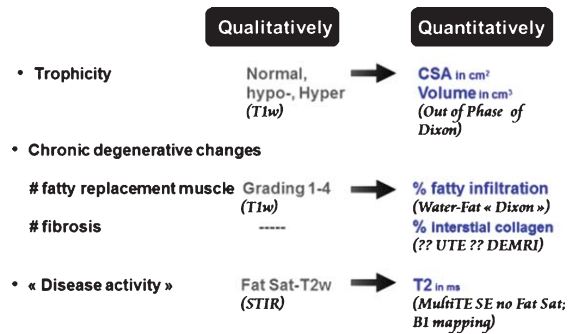 Qualitatively Quantitatively
• Trophicity Normal, CSA in cm²
hypo-, Hyper Volume in cm³
(T1w) (Out of Phase of
Dixon)
• Chronic degenerative changes
# fatty replacement muscle Grading 1-4 % fatty infiltration
(T1w) (Water-Fat « Dixon »)
# fibrosis ----- % interstial collagen
(?? UTE ?? DEMRI)
• « Disease activity » Fat Sat-T2w T2 in ms
(STIR) (MultiTE SE no Fat Sat;
B1 mapping)